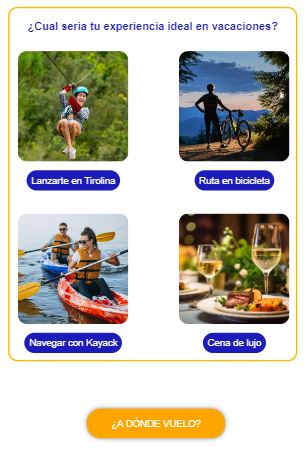 ¿Cual seria tu experiencia ideal en vacaciones?
Lanzarte en Tirolina
Ruta en bicicleta
Navegar con Kayack
Cena de lujo
¿A DÓNDE VUELO?